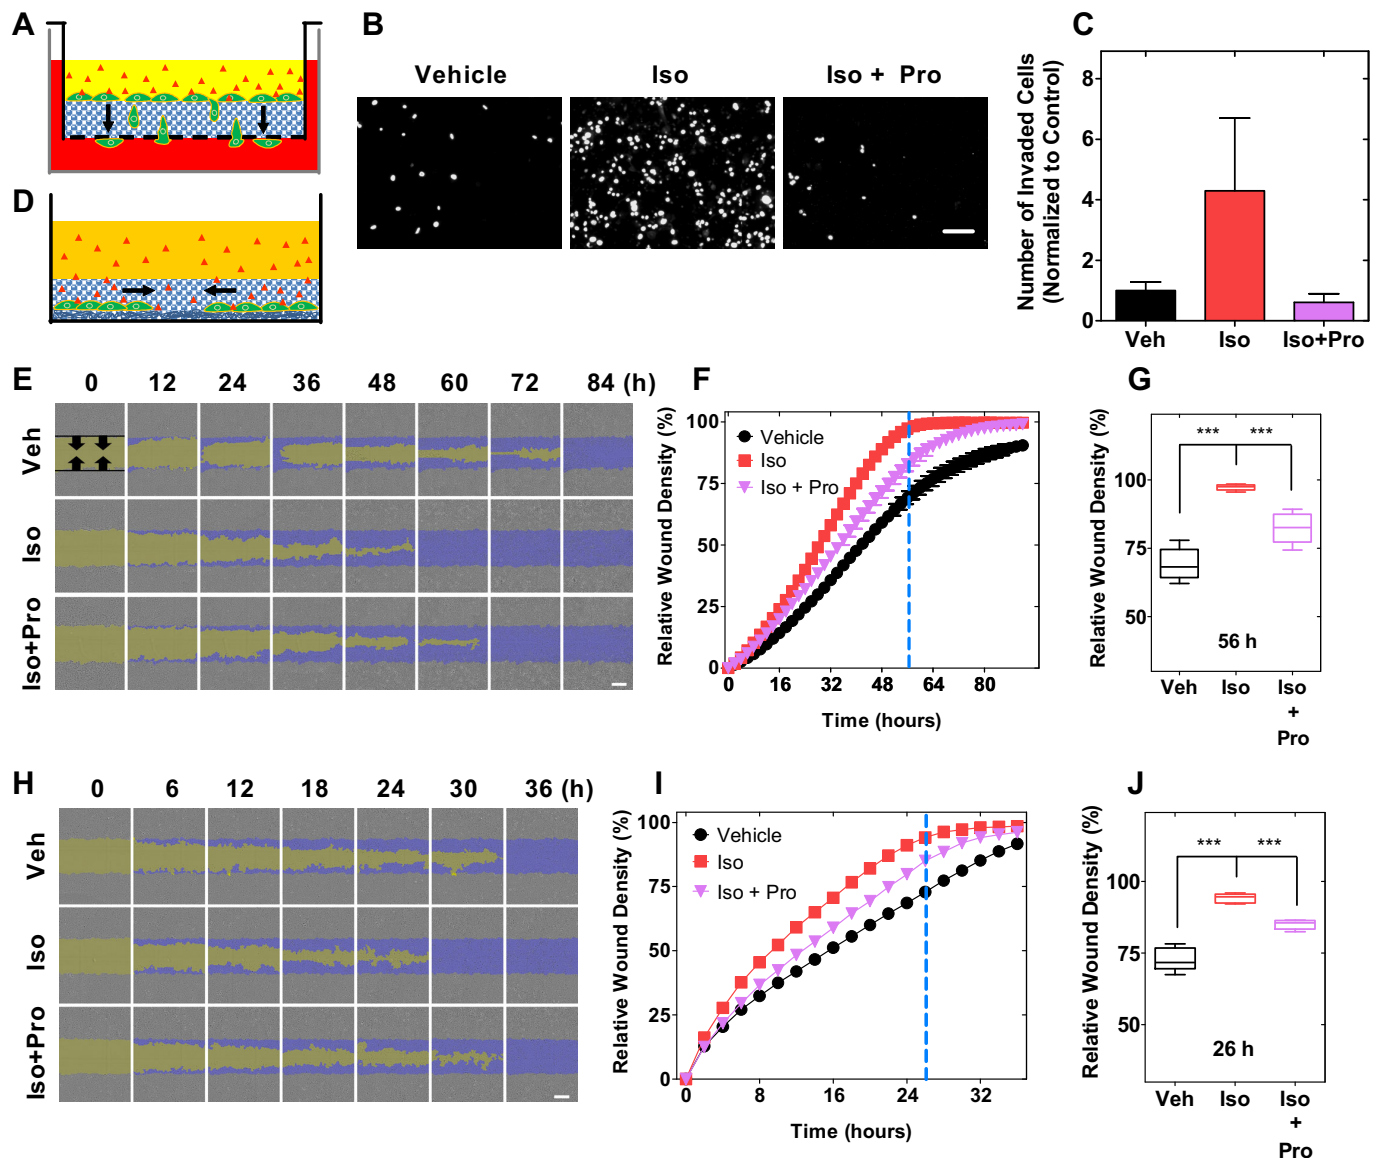 A
B
Vehicle
Iso
Iso + Pro
C
Number of Invaded Cells
(Normalized to Control)
8
6
4
2
0
Veh
Iso
Iso+Pro
D
E
0 12 24 36 48 60 72 84 (h)
Veh
Iso
Iso+Pro
F
Relative Wound Density (%)
100
75
50
25
0
Vehicle
Iso
Iso + Pro
0 16 32 48 64 80
Time (hours)
G
Relative Wound Density (%)
100
75
50
*** ***
56 h
Veh
Iso
Iso
+
Pro
H
0 6 12 18 24 30 36 (h)
Veh
Iso
Iso+Pro
I
Relative Wound Density (%)
100
75
50
25
0
Vehicle
Iso
Iso + Pro
0 8 16 24 32
Time (hours)
J
Relative Wound Density (%)
100
75
50
*** ***
26 h
Veh
Iso
Iso
+
Pro